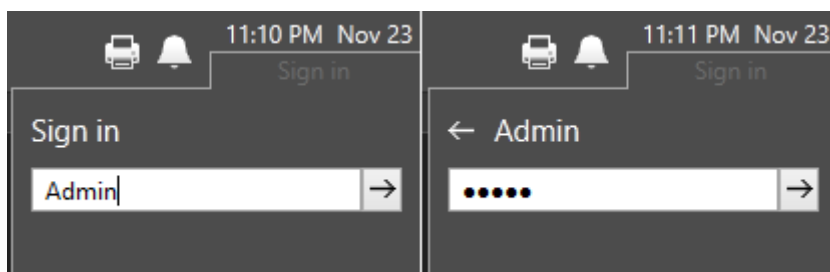 11:10 PM Nov 23
Sign in
Sign in
Admin
11:11 PM Nov 23
Sign in
← Admin
•••••